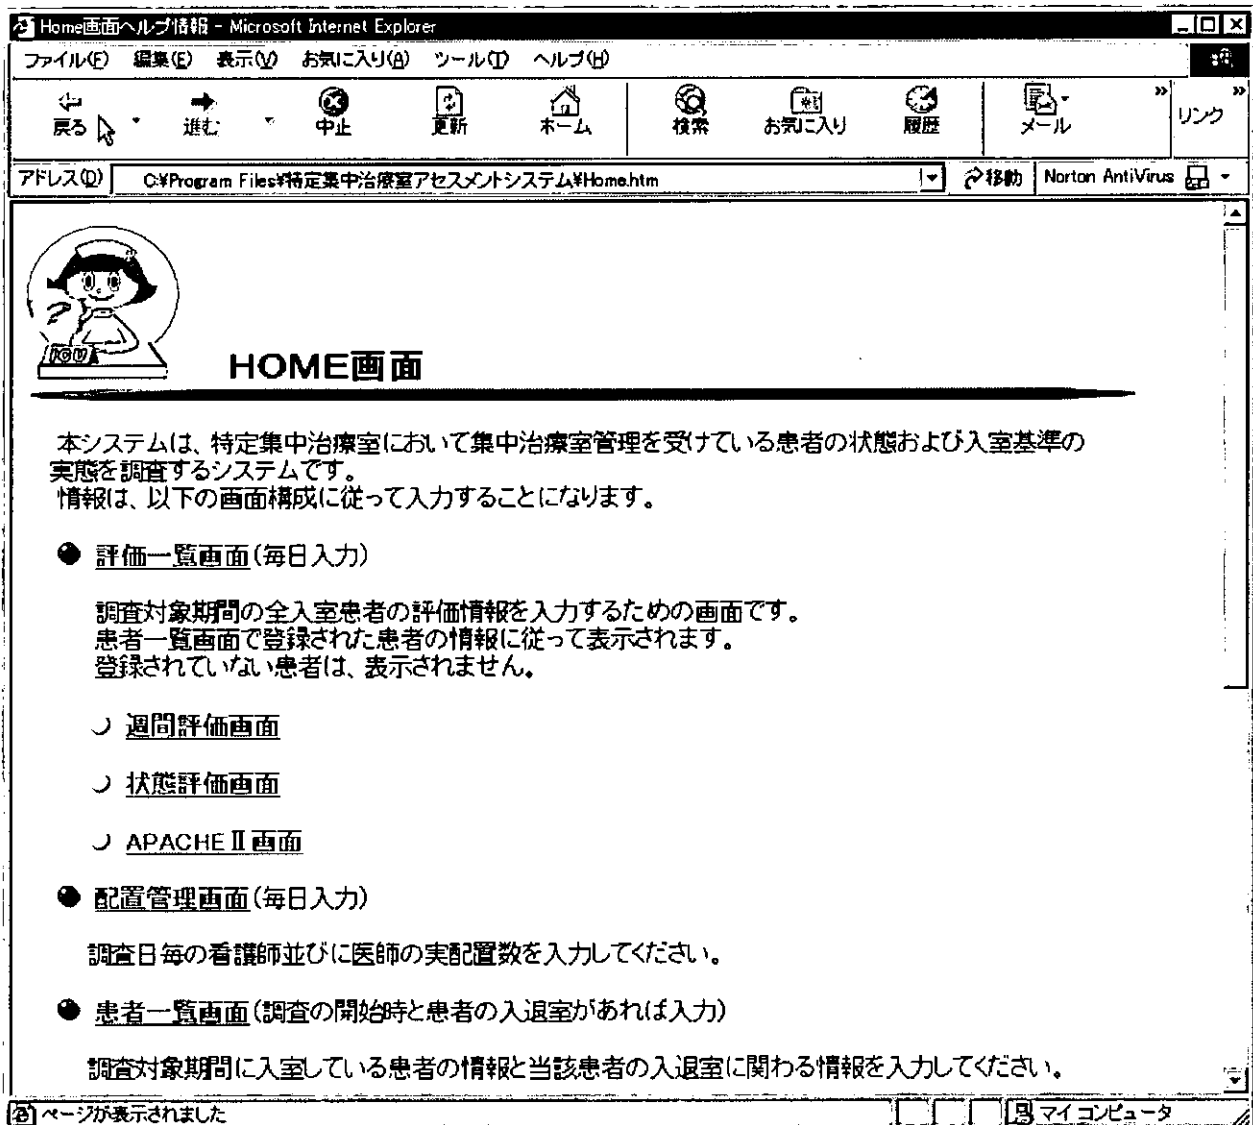 Home画面ヘルプ情報 - Microsoft Internet Explorer
ファイル(F) 編集(E) 表示(V) お気に入り(A) ツール(T) ヘルプ(H)
戻る 進む 中止 更新 ホーム 検索 お気に入り 履歴 メール » リンク »
アドレス(D) C:¥Program Files¥特定集中治療室アセスメントシステム¥Home.htm 移動 Norton AntiVirus
ICU
HOME画面
本システムは、特定集中治療室において集中治療室管理を受けている患者の状態および入室基準の
実態を調査するシステムです。
情報は、以下の画面構成に従って入力することになります。
● 評価一覧画面(毎日入力)
調査対象期間の全入室患者の評価情報を入力するための画面です。
患者一覧画面で登録された患者の情報に従って表示されます。
登録されていない患者は、表示されません。
週間評価画面
状態評価画面
APACHEⅡ画面
● 配置管理画面(毎日入力)
調査日毎の看護師並びに医師の実配置数を入力してください。
● 患者一覧画面(調査の開始時と患者の入退室があれば入力)
調査対象期間に入室している患者の情報と当該患者の入退室に関わる情報を入力してください。
ページが表示されました マイ コンピュータ